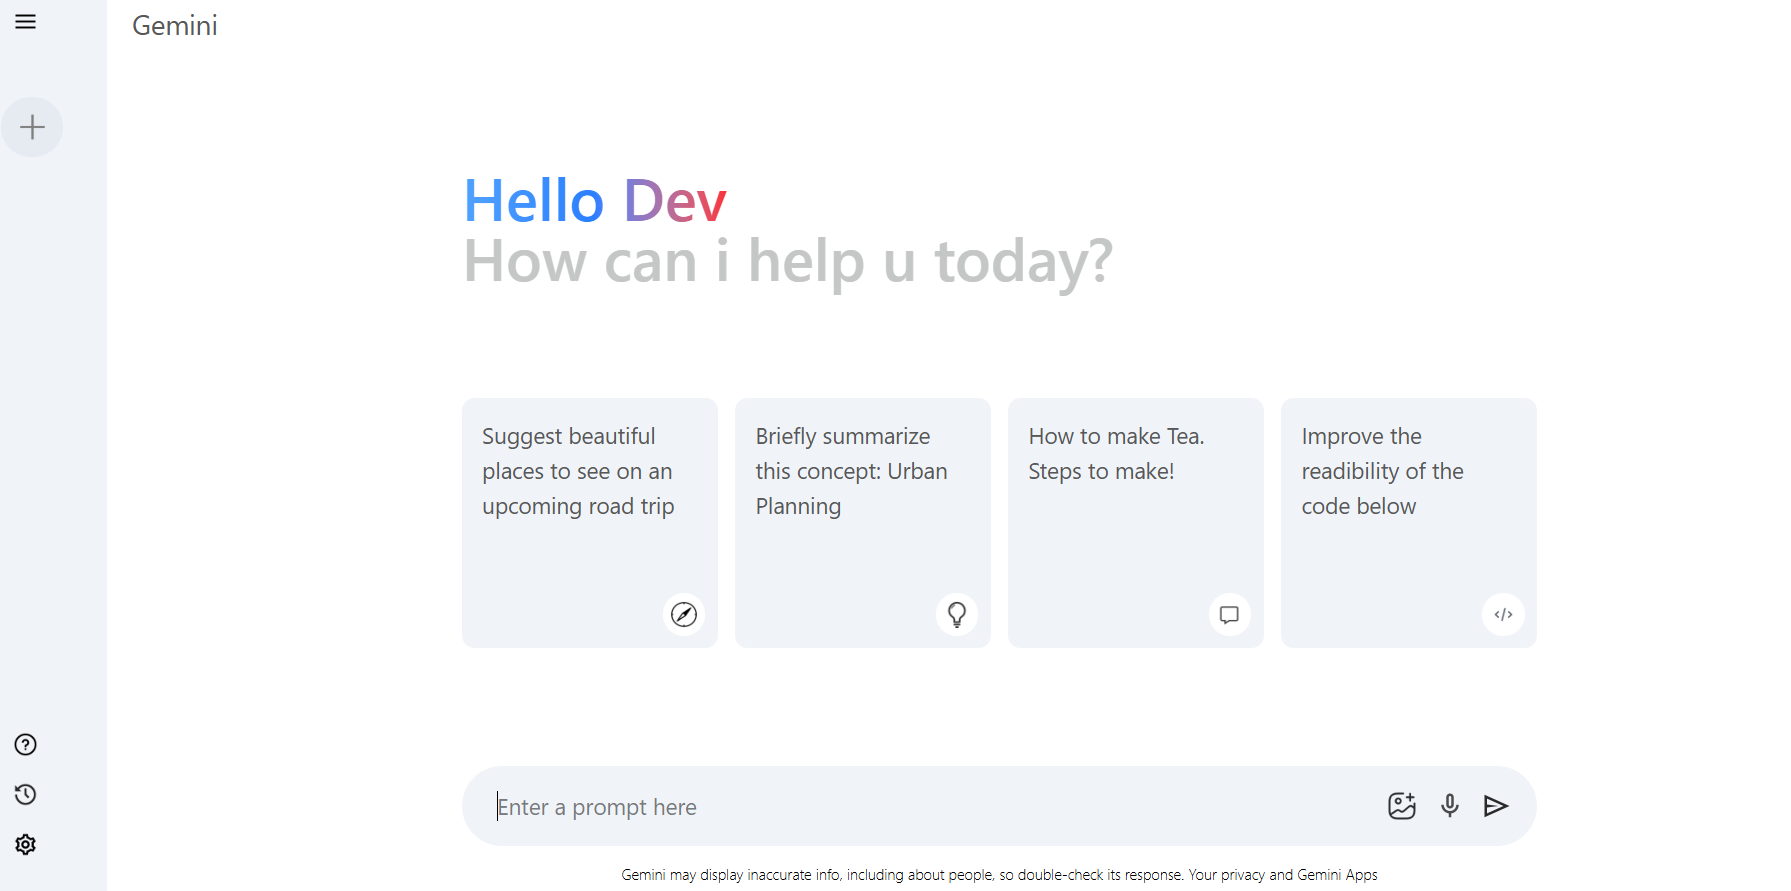 Gemini
Hello Dev
How can i help u today?
Suggest beautiful
places to see on an
upcoming road trip
Briefly summarize
this concept: Urban
Planning
How to make Tea.
Steps to make!
Improve the
readibility of the
code below
Enter a prompt here
Gemini may display inaccurate info, including about people, so double-check its response. Your privacy and Gemini Apps